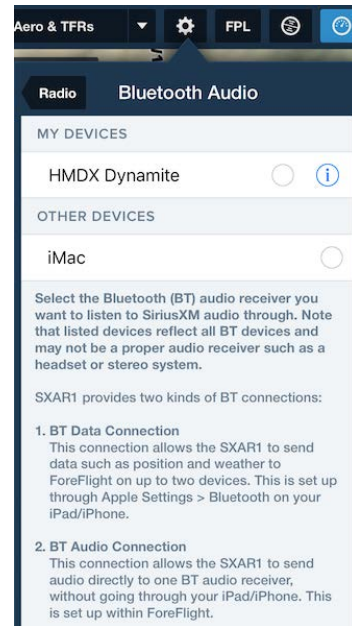 Aero & TFRs
FPL
Radio
Bluetooth Audio
MY DEVICES
HMDX Dynamite
i
OTHER DEVICES
iMac
Select the Bluetooth (BT) audio receiver you
want to listen to SiriusXM audio through. Note
that listed devices reflect all BT devices and
may not be a proper audio receiver such as a
headset or stereo system.
SXAR1 provides two kinds of BT connections:
1. BT Data Connection
This connection allows the SXAR1 to send
data such as position and weather to
ForeFlight on up to two devices. This is set up
through Apple Settings > Bluetooth on your
iPad/iPhone.
2. BT Audio Connection
This connection allows the SXAR1 to send
audio directly to one BT audio receiver,
without going through your iPad/iPhone. This
is set up within ForeFlight.